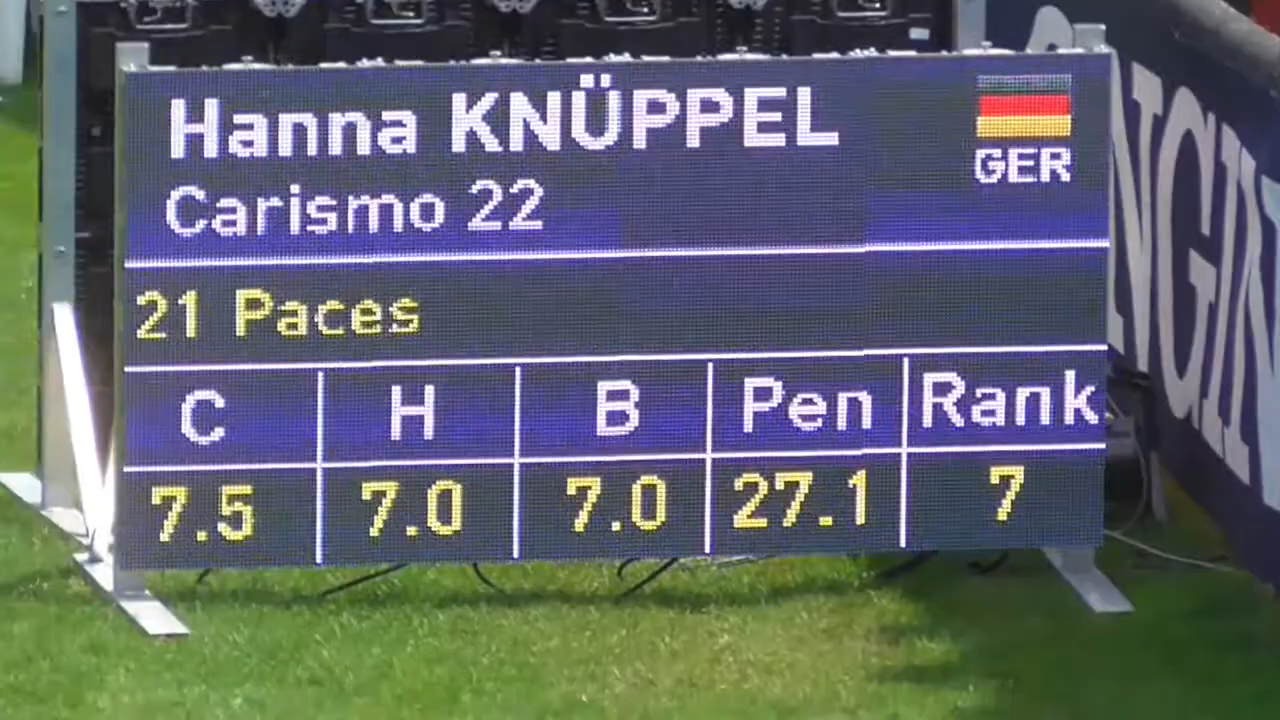 Hanna KNÜPPEL
GER
Carismo 22
21 Paces
C H B Pen Rank
7.5 7.0 7.0 27.1 7